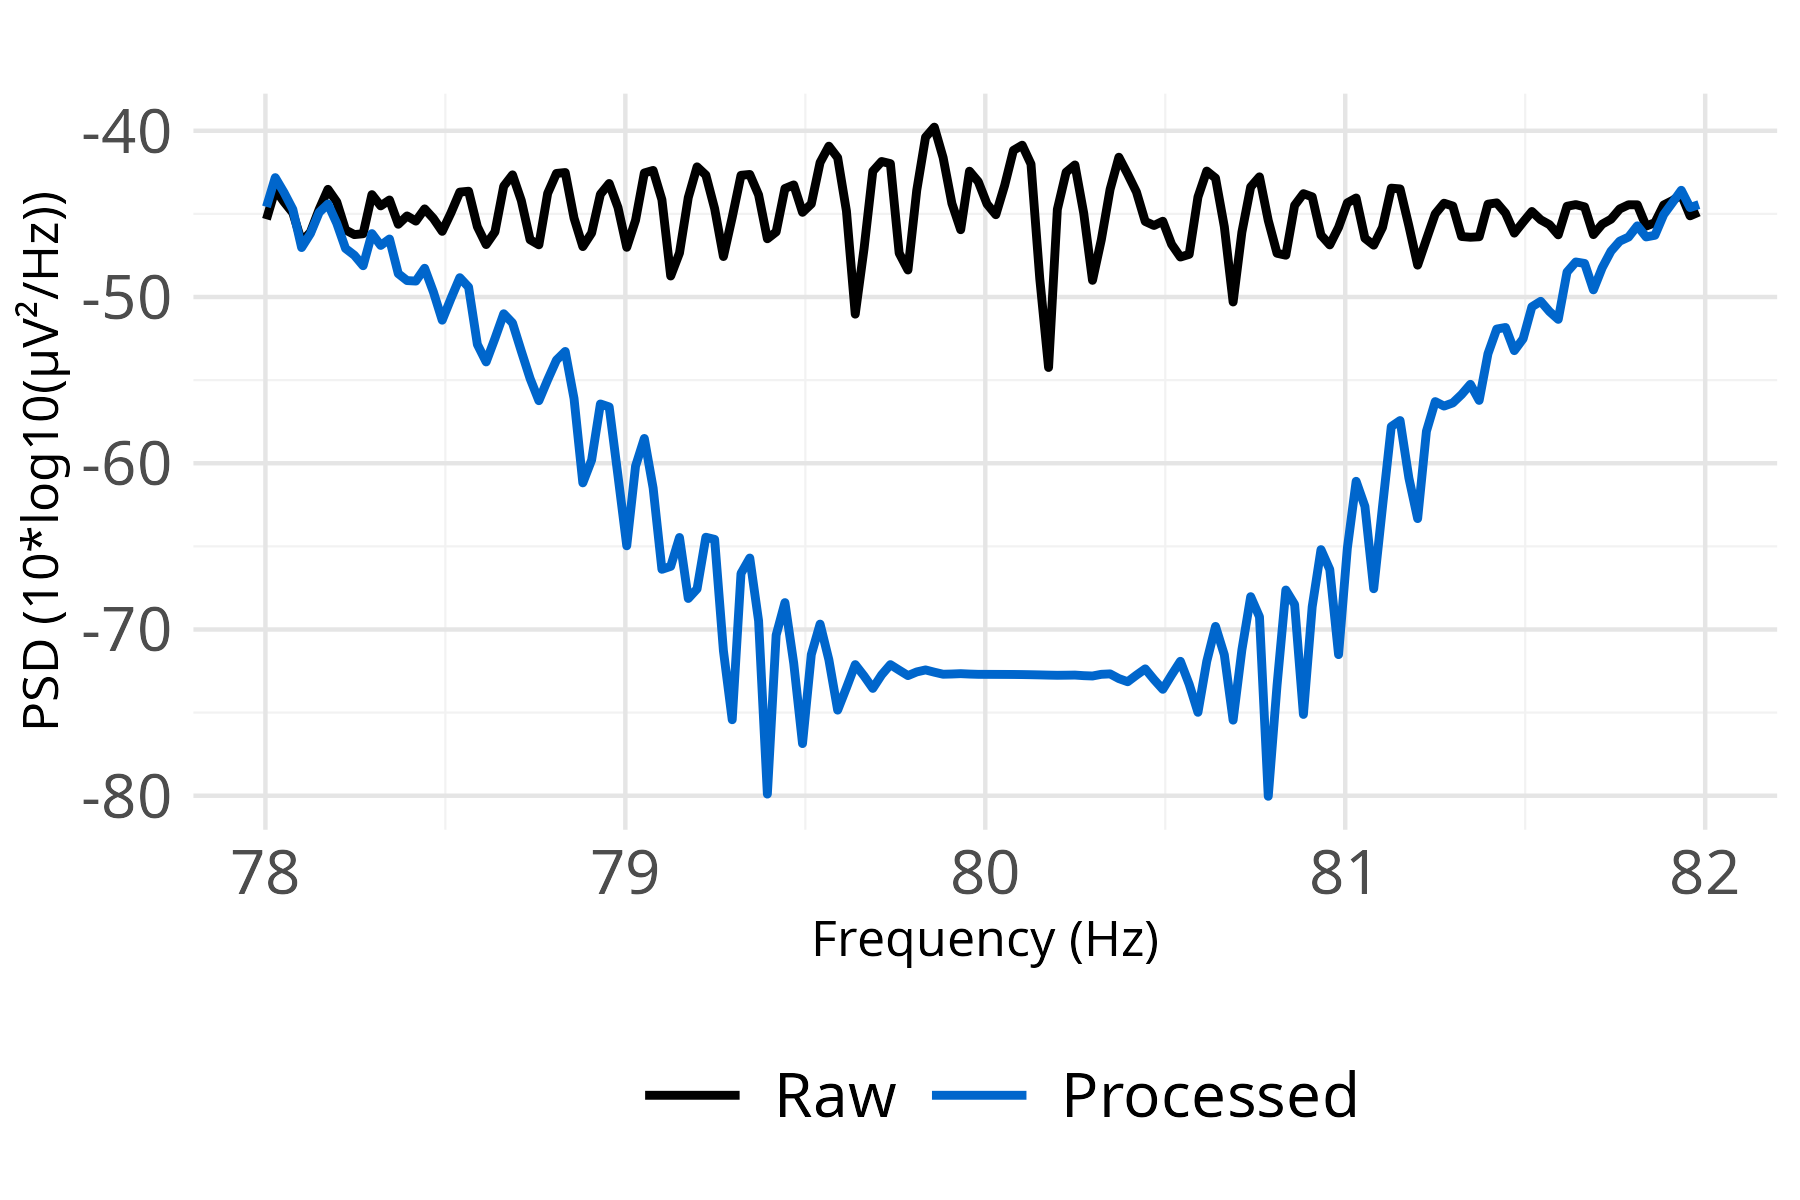 -40
-50
-60
-70
-80
PSD (10*log10(µV²/Hz))
78 79 80 81 82
Frequency (Hz)
Raw Processed